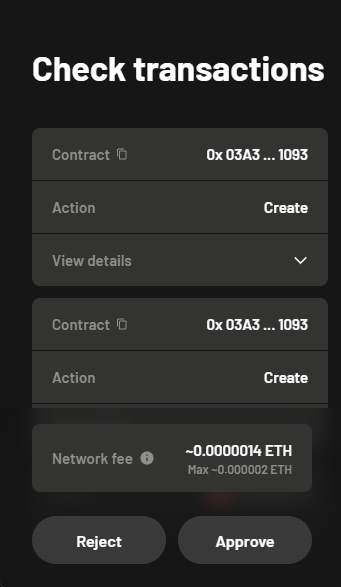 Check transactions
Contract 0x 03A3 ... 1093
Action Create
View details
Contract 0x 03A3 ... 1093
Action Create
Network fee ~0.0000014 ETH
Max ~0.000002 ETH
Reject Approve